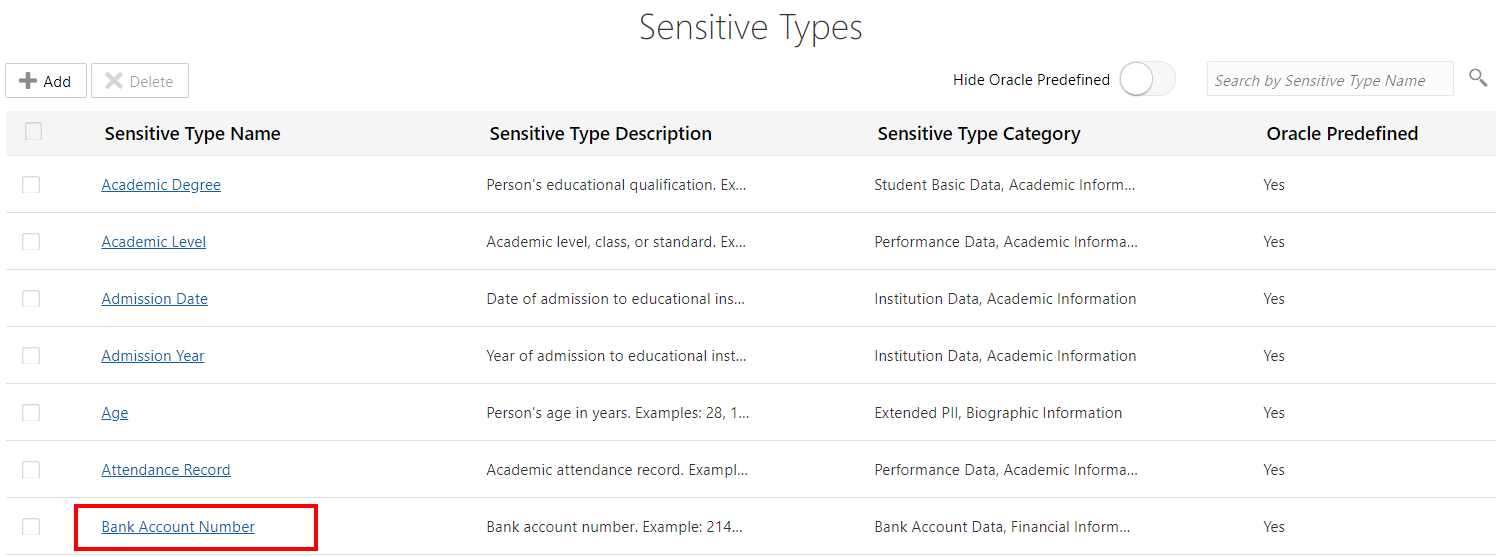 Sensitive Types
Add Delete Hide Oracle Predefined Search by Sensitive Type Name
Sensitive Type Name Sensitive Type Description Sensitive Type Category Oracle Predefined
Academic Degree Person's educational qualification. Ex... Student Basic Data, Academic Inform... Yes
Academic Level Academic level, class, or standard. Ex... Performance Data, Academic Informa... Yes
Admission Date Date of admission to educational ins... Institution Data, Academic Information Yes
Admission Year Year of admission to educational inst... Institution Data, Academic Information Yes
Age Person's age in years. Examples: 28, 1... Extended PII, Biographic Information Yes
Attendance Record Academic attendance record. Exampl... Performance Data, Academic Informa... Yes
Bank Account Number Bank account number. Example: 214... Bank Account Data, Financial Inform... Yes